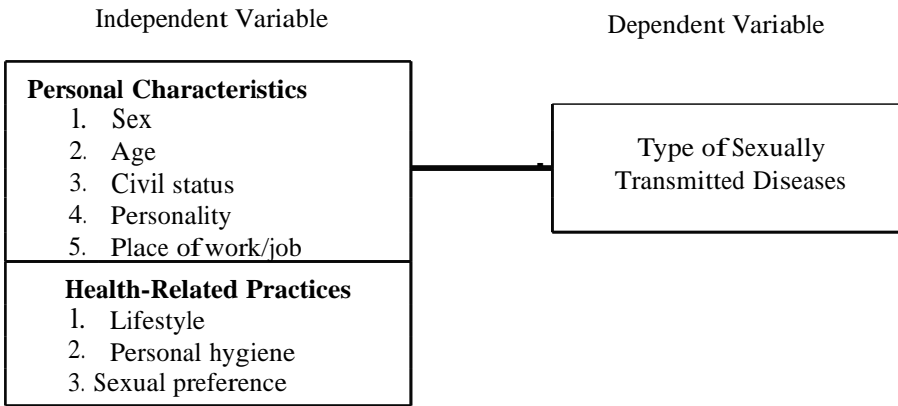 Independent Variable
Dependent Variable
Personal Characteristics
1. Sex
2. Age
3. Civil status
4. Personality
5. Place of work/job
Health-Related Practices
1. Lifestyle
2. Personal hygiene
3. Sexual preference
Type of Sexually
Transmitted Diseases